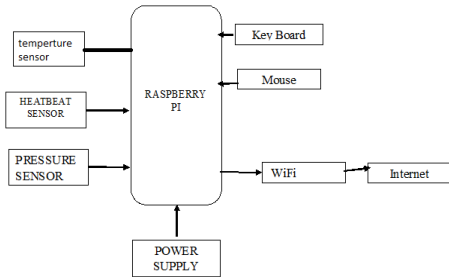 temperture
sensor
HEATBEAT
SENSOR
PRESSURE
SENSOR
RASPBERRY
PI
Key Board
Mouse
WiFi
Internet
POWER
SUPPLY